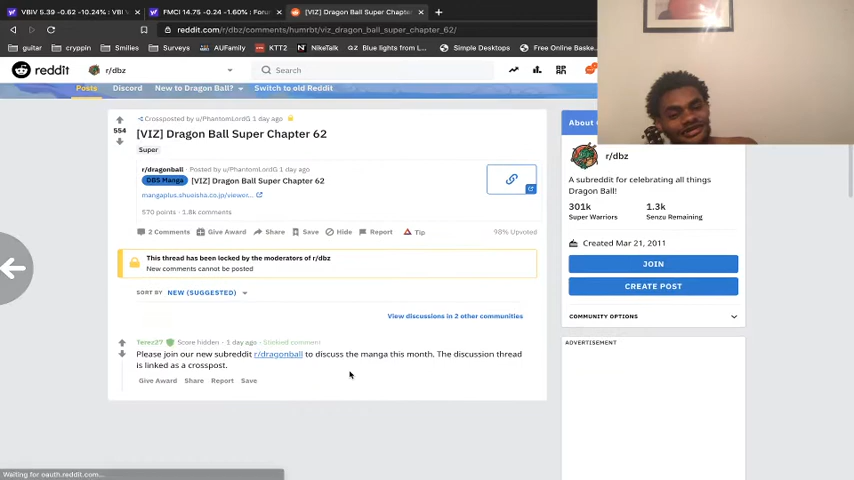 VBIV 5.39 -0.62 -10.24% : VBIV
FMCI 14.75 -0.24 -1.60% : Forum
[VIZ] Dragon Ball Super Chapte
reddit.com/r/dbz/comments/humrbt/viz_dragon_ball_super_chapter_62/
guitar cryppin Smilies Surveys AUFamily KTT2 NikeTalk Blue lights from L... Simple Desktops Free Online Baske..
reddit r/dbz Search
Posts Discord New to Dragon Ball? Switch to old Reddit
554
Crossposted by u/PhantomLordG 1 day ago
[VIZ] Dragon Ball Super Chapter 62
Super
r/dragonball · Posted by u/PhantomLordG 1 day ago
DBS Manga [VIZ] Dragon Ball Super Chapter 62
mangaplus.shueisha.co.jp/viewer...
570 points · 1.8k comments
2 Comments Give Award Share Save Hide Report Tip 98% Upvoted
This thread has been locked by the moderators of r/dbz
New comments cannot be posted
SORT BY NEW (SUGGESTED)
View discussions in 2 other communities
Terez27 Score hidden · 1 day ago · Stickied comment
Please join our new subreddit r/dragonball to discuss the manga this month. The discussion thread
is linked as a crosspost.
Give Award Share Report Save
About C
r/dbz
A subreddit for celebrating all things
Dragon Ball!
301k 1.3k
Super Warriors Senzu Remaining
Created Mar 21, 2011
JOIN
CREATE POST
COMMUNITY OPTIONS
ADVERTISEMENT
Waiting for oauth.reddit.com...